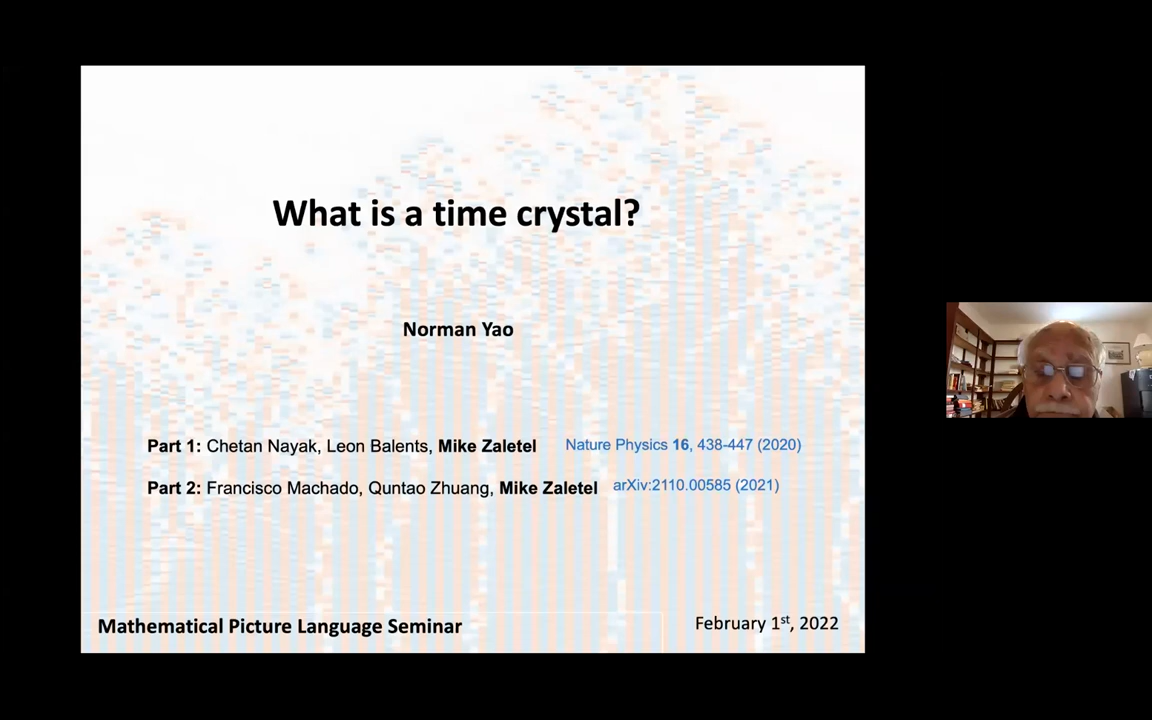 What is a time crystal?
Norman Yao
Part 1: Chetan Nayak, Leon Balents, Mike Zaletel Nature Physics 16, 438-447 (2020)
Part 2: Francisco Machado, Quntao Zhuang, Mike Zaletel arXiv:2110.00585 (2021)
Mathematical Picture Language Seminar February 1st, 2022